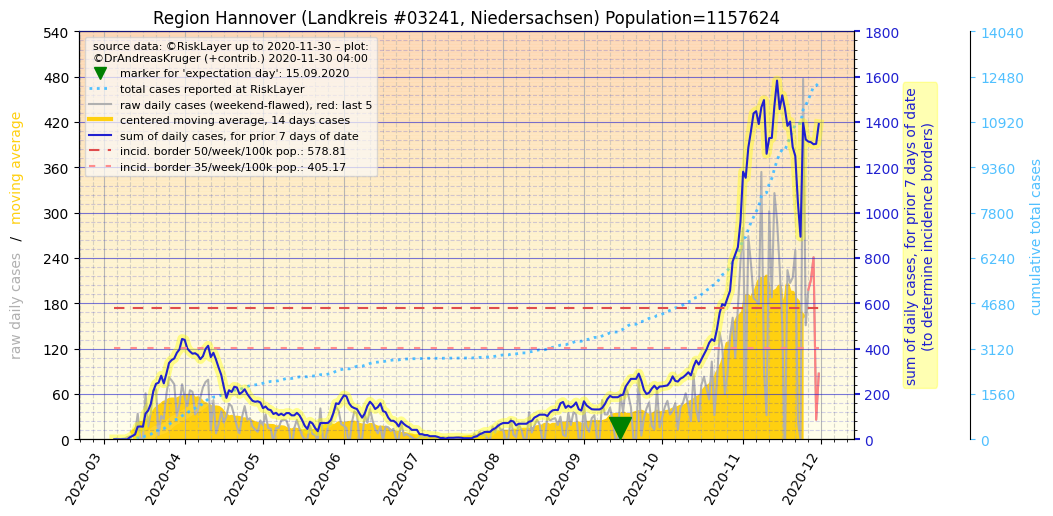 Region Hannover (Landkreis #03241, Niedersachsen) Population=1157624
source data: ©RiskLayer up to 2020-11-30 – plot:
©DrAndreasKruger (+contrib.) 2020-11-30 04:00
marker for 'expectation day': 15.09.2020
total cases reported at RiskLayer
raw daily cases (weekend-flawed), red: last 5
centered moving average, 14 days cases
sum of daily cases, for prior 7 days of date
incid. border 50/week/100k pop.: 578.81
incid. border 35/week/100k pop.: 405.17
raw daily cases / moving average
540
480
420
360
300
240
180
120
60
0
1800
1600
1400
1200
1000
800
600
400
200
0
sum of daily cases, for prior 7 days of date
(to determine incidence borders)
14040
12480
10920
9360
7800
6240
4680
3120
1560
0
cumulative total cases
2020-03
2020-04
2020-05
2020-06
2020-07
2020-08
2020-09
2020-10
2020-11
2020-12